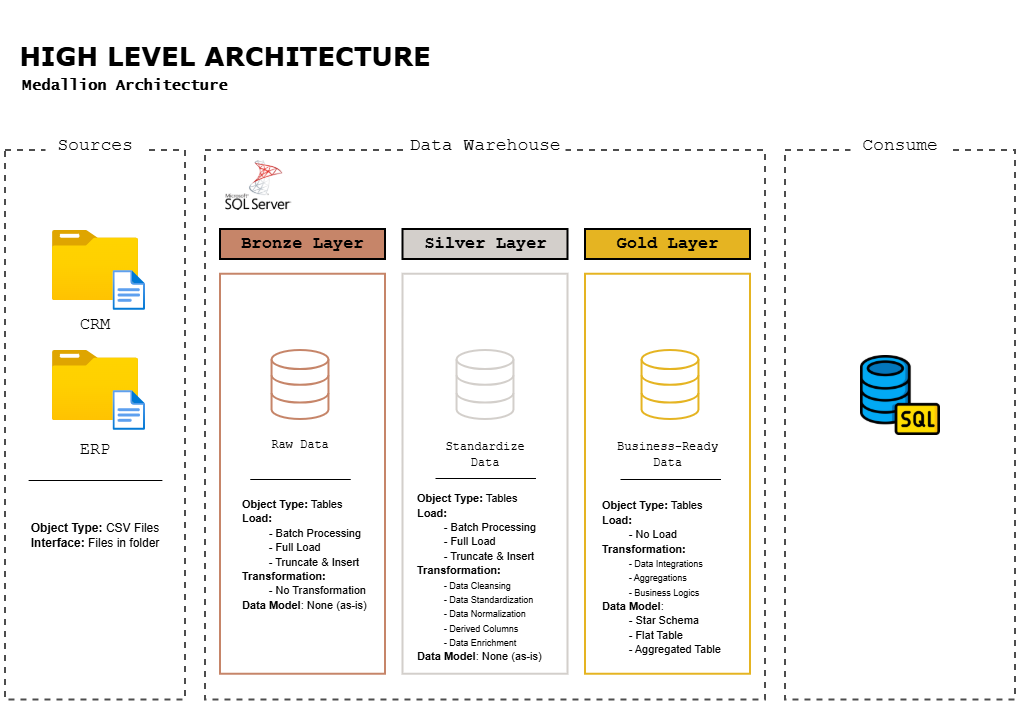 HIGH LEVEL ARCHITECTURE
Medallion Architecture
Sources
CRM
ERP
Object Type: CSV Files
Interface: Files in folder
Data Warehouse
Microsoft
SQL Server
Bronze Layer
Raw Data
Object Type: Tables
Load:
- Batch Processing
- Full Load
- Truncate & Insert
Transformation:
- No Transformation
Data Model: None (as-is)
Silver Layer
Standardize
Data
Object Type: Tables
Load:
- Batch Processing
- Full Load
- Truncate & Insert
Transformation:
- Data Cleansing
- Data Standardization
- Data Normalization
- Derived Columns
- Data Enrichment
Data Model: None (as-is)
Gold Layer
Business-Ready
Data
Object Type: Tables
Load:
- No Load
Transformation:
- Data Integrations
- Aggregations
- Business Logics
Data Model:
- Star Schema
- Flat Table
- Aggregated Table
Consume
SQL